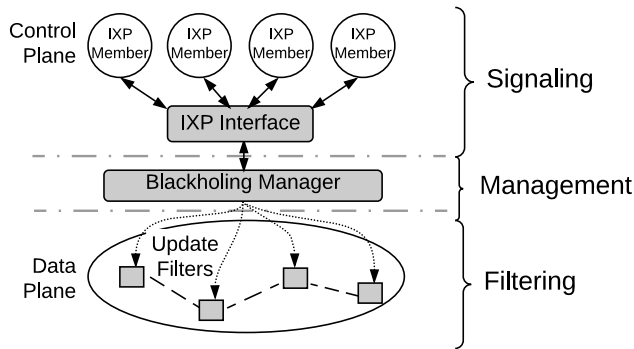 Control
Plane
IXP
Member
IXP
Member
IXP
Member
IXP
Member
Signaling
IXP Interface
Blackholing Manager
Management
Update
Filters
Data
Plane
Filtering